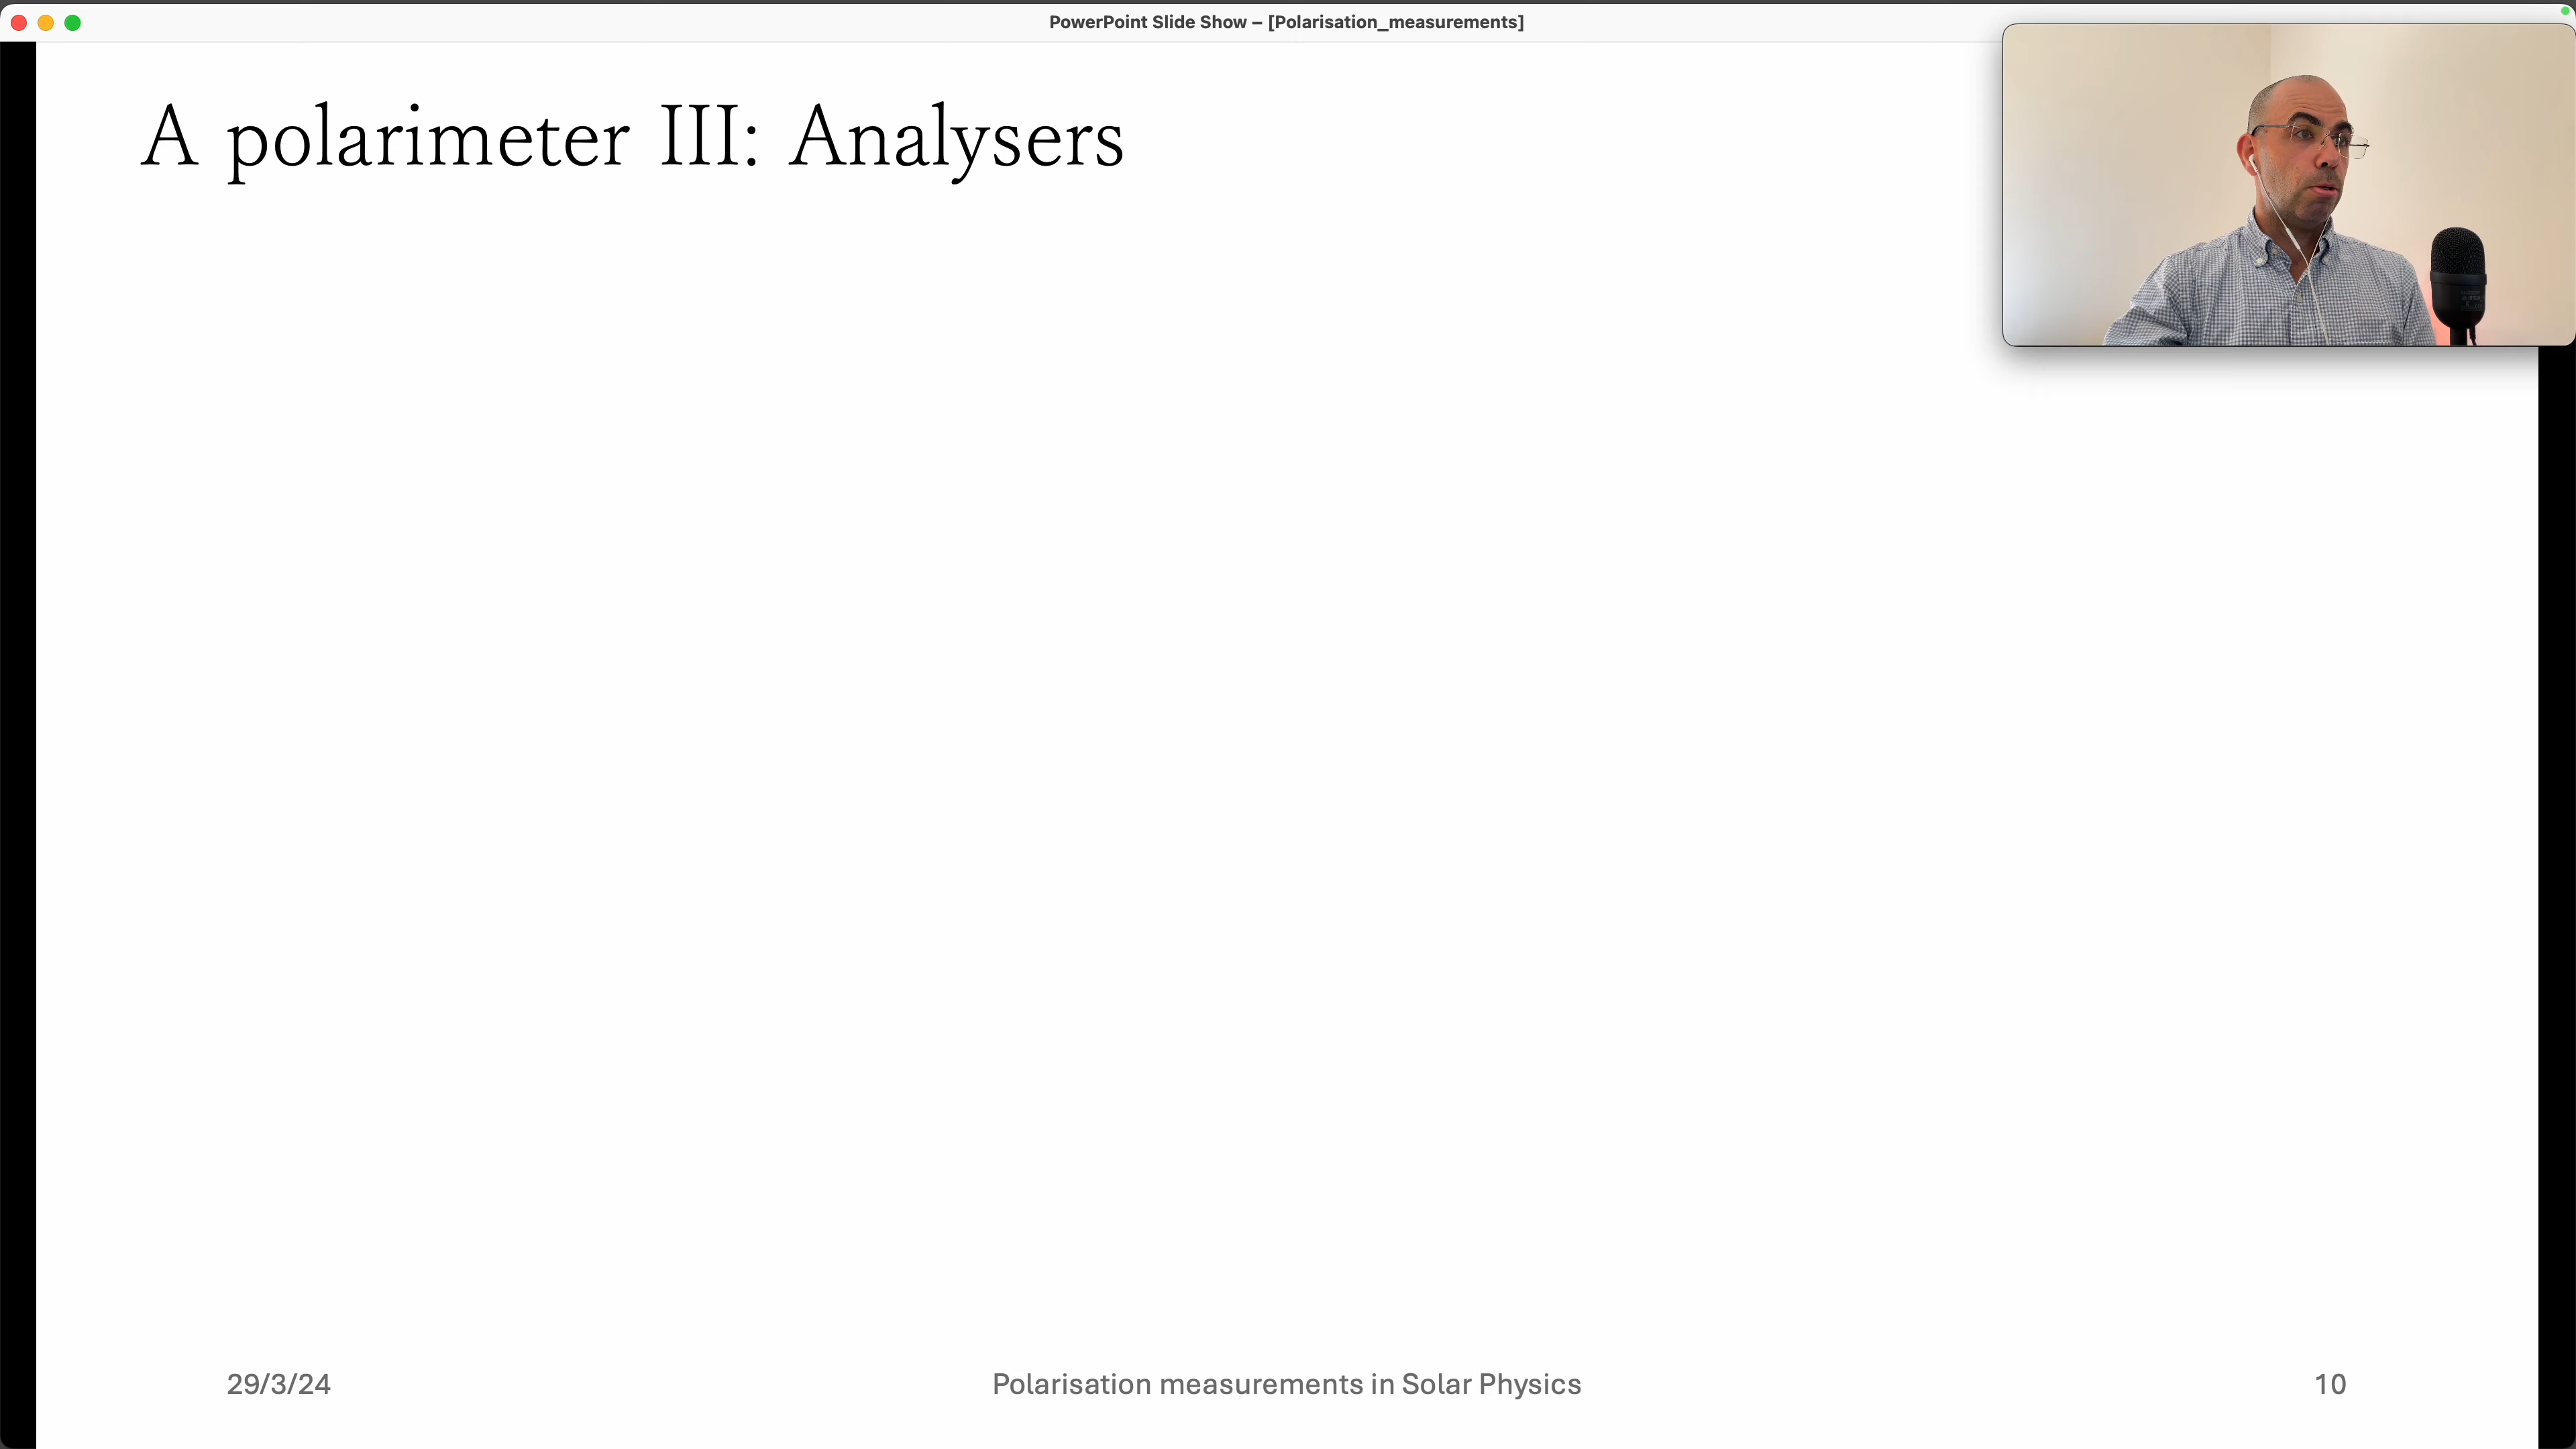 PowerPoint Slide Show – [Polarisation_measurements]
A polarimeter III: Analysers
29/3/24
Polarisation measurements in Solar Physics
10